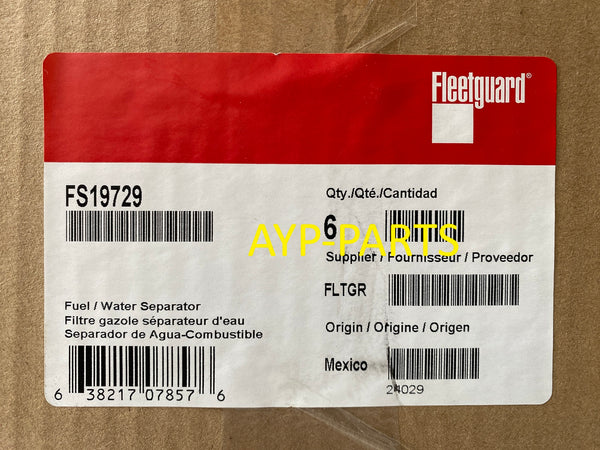 Fleetguard®
FS19729
Qty./Qté./Cantidad
6
AYP-PARTS
Supplier / Fournisseur / Proveedor
FLTGR
Fuel / Water Separator
Filtre gazole séparateur d'eau
Separador de Agua-Combustible
Origin / Origine / Origen
Mexico
24029
6 38217 07857 6